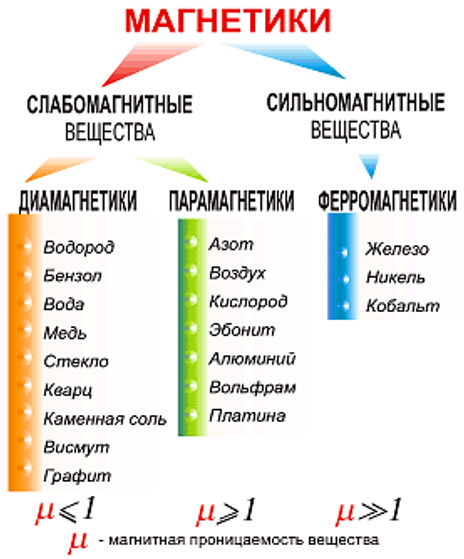 МАГНЕТИКИ
СЛАБОМАГНИТНЫЕ
ВЕЩЕСТВА
СИЛЬНОМАГНИТНЫЕ
ВЕЩЕСТВА
ДИАМАГНЕТИКИ
Водород
Бензол
Вода
Медь
Стекло
Кварц
Каменная соль
Висмут
Графит
μ⩽1
ПАРАМАГНЕТИКИ
Азот
Воздух
Кислород
Эбонит
Алюминий
Вольфрам
Платина
μ⩾1
ФЕРРОМАГНЕТИКИ
Железо
Никель
Кобальт
μ≫1
μ - магнитная проницаемость вещества